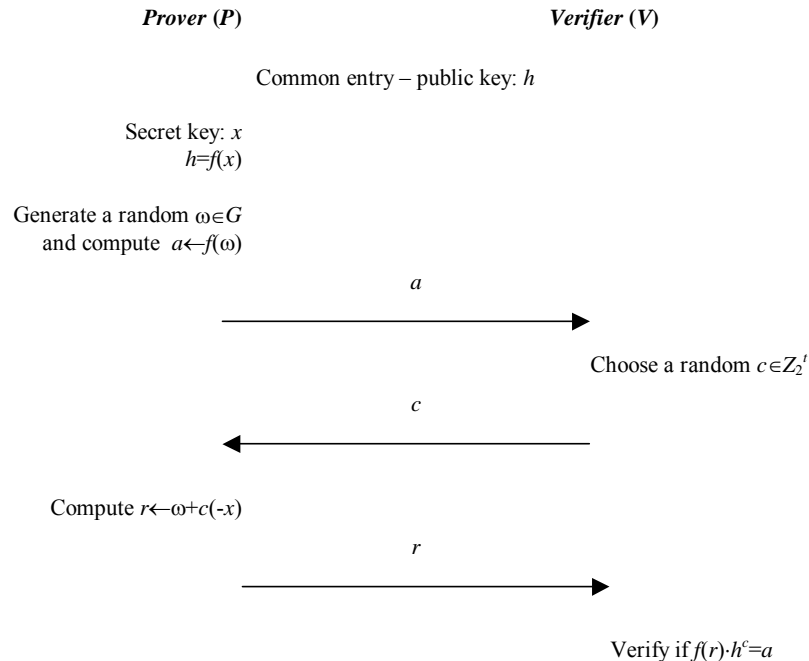 Prover (P) Verifier (V)
Common entry – public key: h
Secret key: x
h=f(x)
Generate a random ω∈G
and compute a←f(ω)
a
Choose a random c∈Z₂ᵗ
c
Compute r←ω+c(-x)
r
Verify if f(r)·hᶜ=a